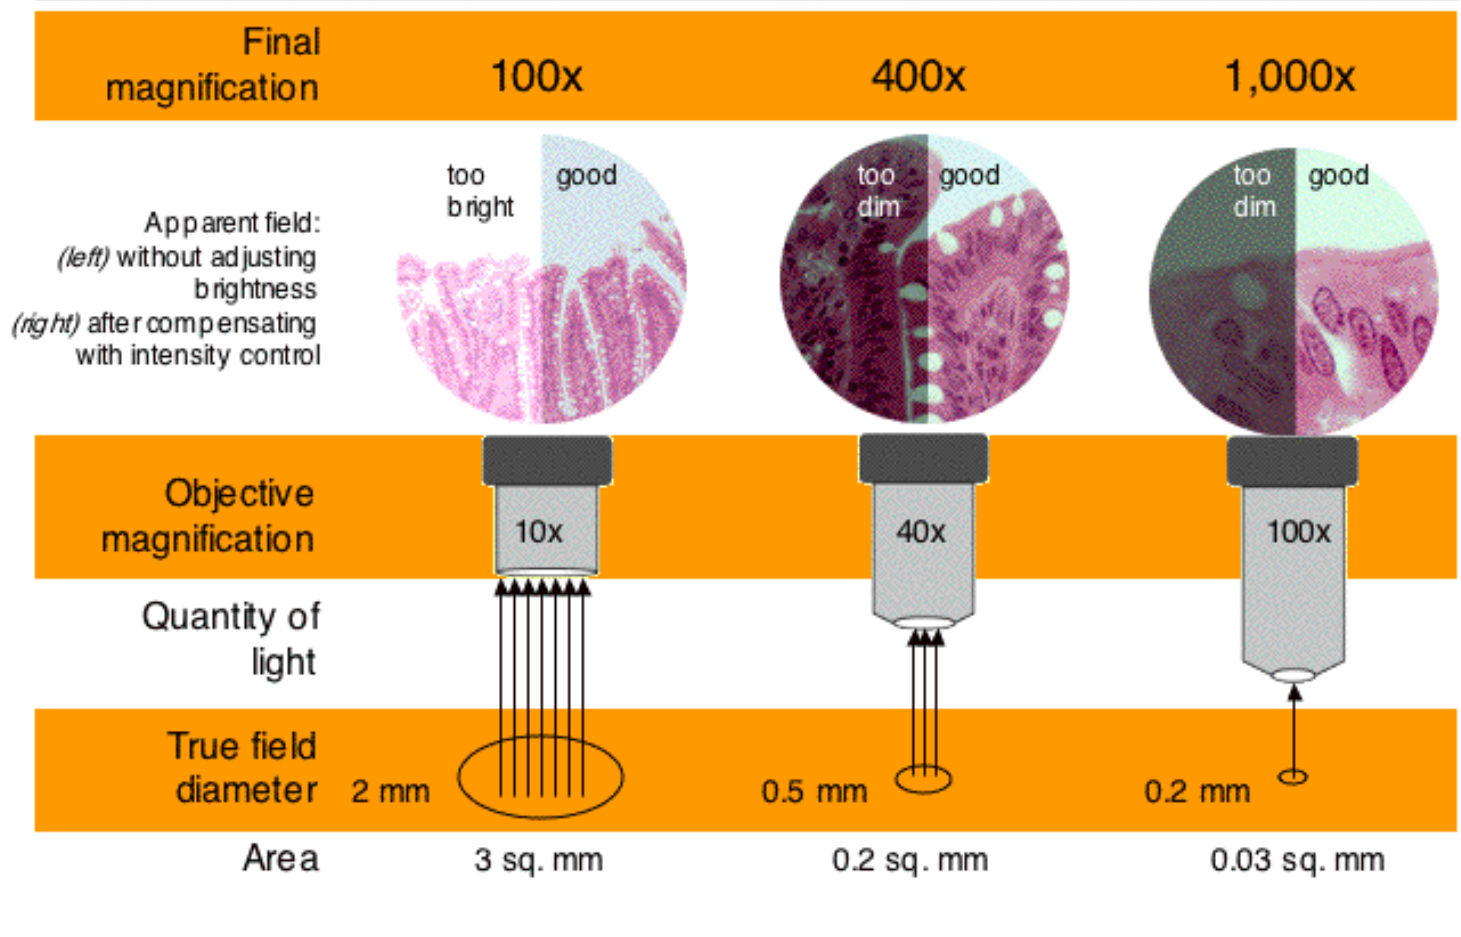 Final
magnification
100x
400x
1,000x
Apparent field:
(left) without adjusting
brightness
(right) after compensating
with intensity control
too
bright
good
too
dim
good
too
dim
good
Objective
magnification
10x
40x
100x
Quantity of
light
True field
diameter
2 mm
0.5 mm
0.2 mm
Area
3 sq. mm
0.2 sq. mm
0.03 sq. mm